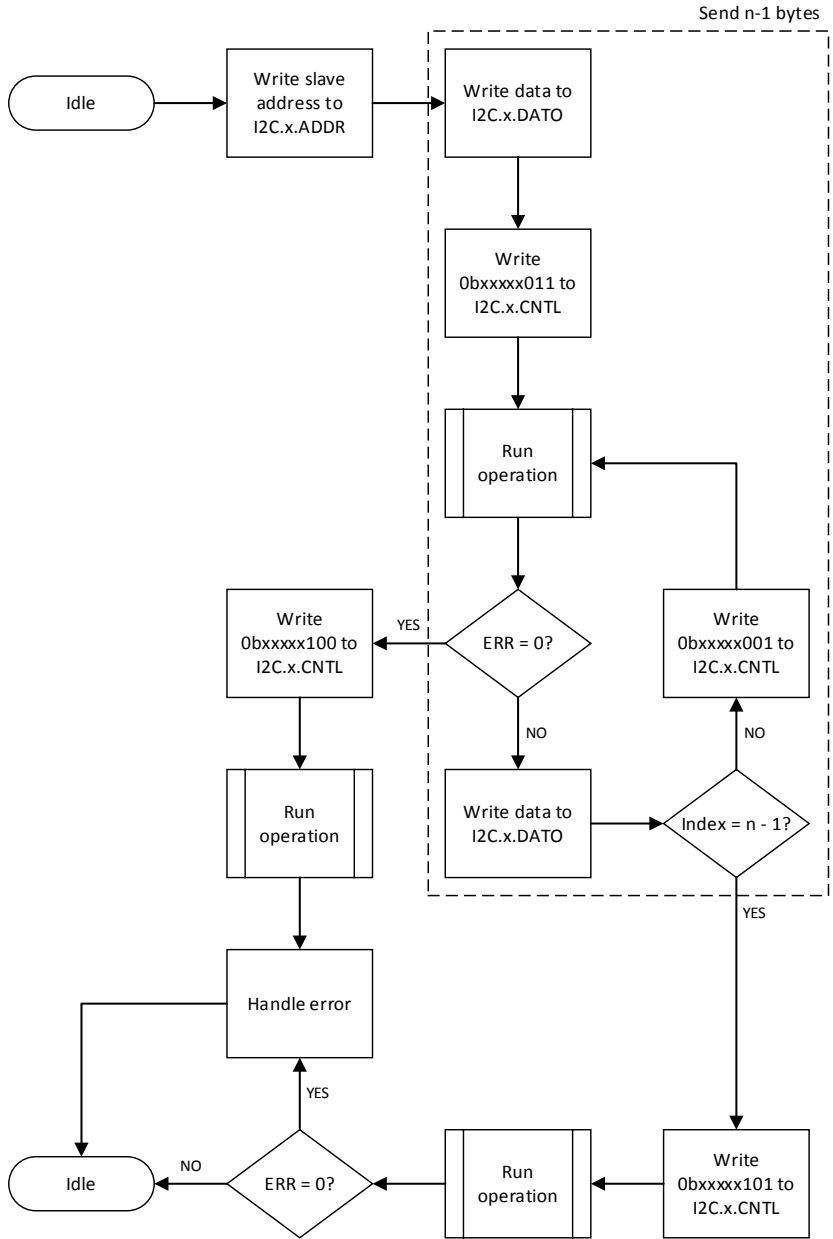 Send n-1 bytes
Idle
Write slave
address to
I2C.x.ADDR
Write data to
I2C.x.DATO
Write
0bxxxxx011 to
I2C.x.CNTL
Run
operation
ERR = 0?
YES
NO
Write
0bxxxxx100 to
I2C.x.CNTL
Write
0bxxxxx001 to
I2C.x.CNTL
NO
Run
operation
Write data to
I2C.x.DATO
Index = n - 1?
YES
Handle error
YES
ERR = 0?
NO
Idle
Run
operation
Write
0bxxxxx101 to
I2C.x.CNTL